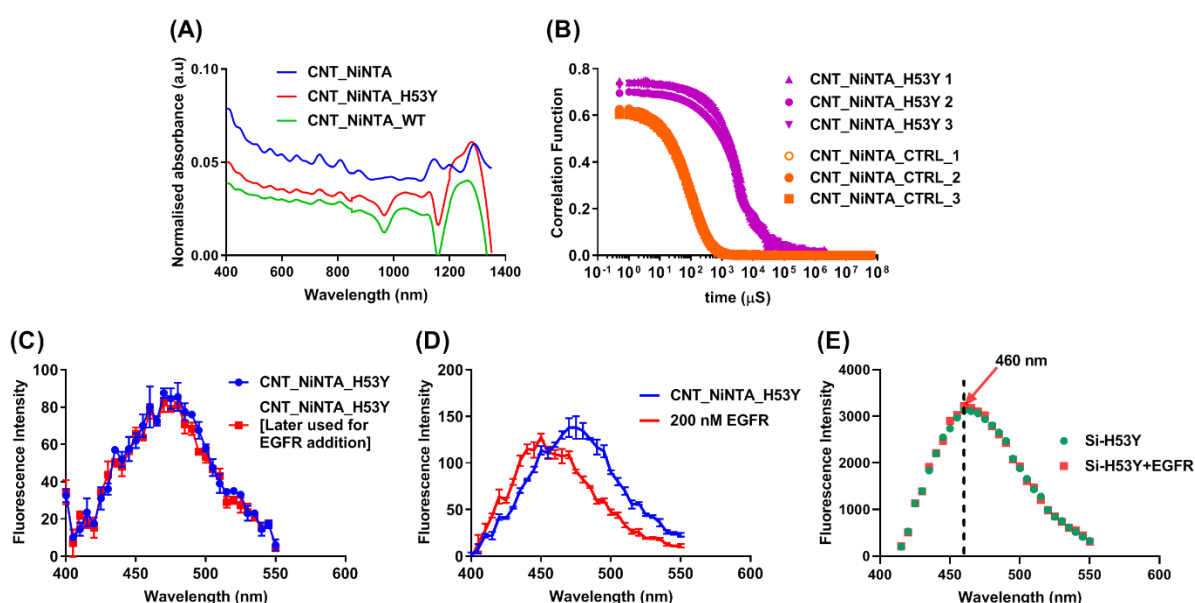 (A)
Normalised absorbance (a.u)
0.10
0.05
0.00
CNT_NiNTA
CNT_NiNTA_H53Y
CNT_NiNTA_WT
400 600 800 1000 1200 1400
Wavelength (nm)
(B)
Correlation Function
0.8
0.6
0.4
0.2
0.0
CNT_NiNTA_H53Y 1
CNT_NiNTA_H53Y 2
CNT_NiNTA_H53Y 3
CNT_NiNTA_CTRL_1
CNT_NiNTA_CTRL_2
CNT_NiNTA_CTRL_3
10-1 100 101 102 103 104 105 106 107 108
time (μS)
(C)
Fluorescence Intensity
100
80
60
40
20
0
CNT_NiNTA_H53Y
CNT_NiNTA_H53Y
[Later used for
EGFR addition]
400 450 500 550 600
Wavelength (nm)
(D)
Fluorescence Intensity
200
150
100
50
0
CNT_NiNTA_H53Y
200 nM EGFR
400 450 500 550 600
Wavelength (nm)
(E)
Fluorescence Intensity
4000
3000
2000
1000
0
460 nm
Si-H53Y
Si-H53Y+EGFR
400 450 500 550 600
Wavelength (nm)